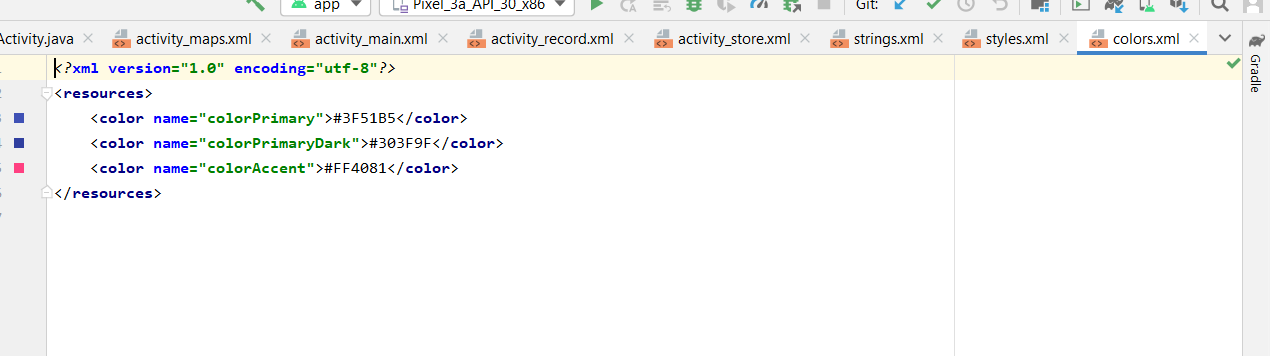 app Pixel_3a_API_30_x86 Git:
Activity.java activity_maps.xml activity_main.xml activity_record.xml activity_store.xml strings.xml styles.xml colors.xml
Gradle
<?xml version="1.0" encoding="utf-8"?>
<resources>
<color name="colorPrimary">#3F51B5</color>
<color name="colorPrimaryDark">#303F9F</color>
<color name="colorAccent">#FF4081</color>
</resources>